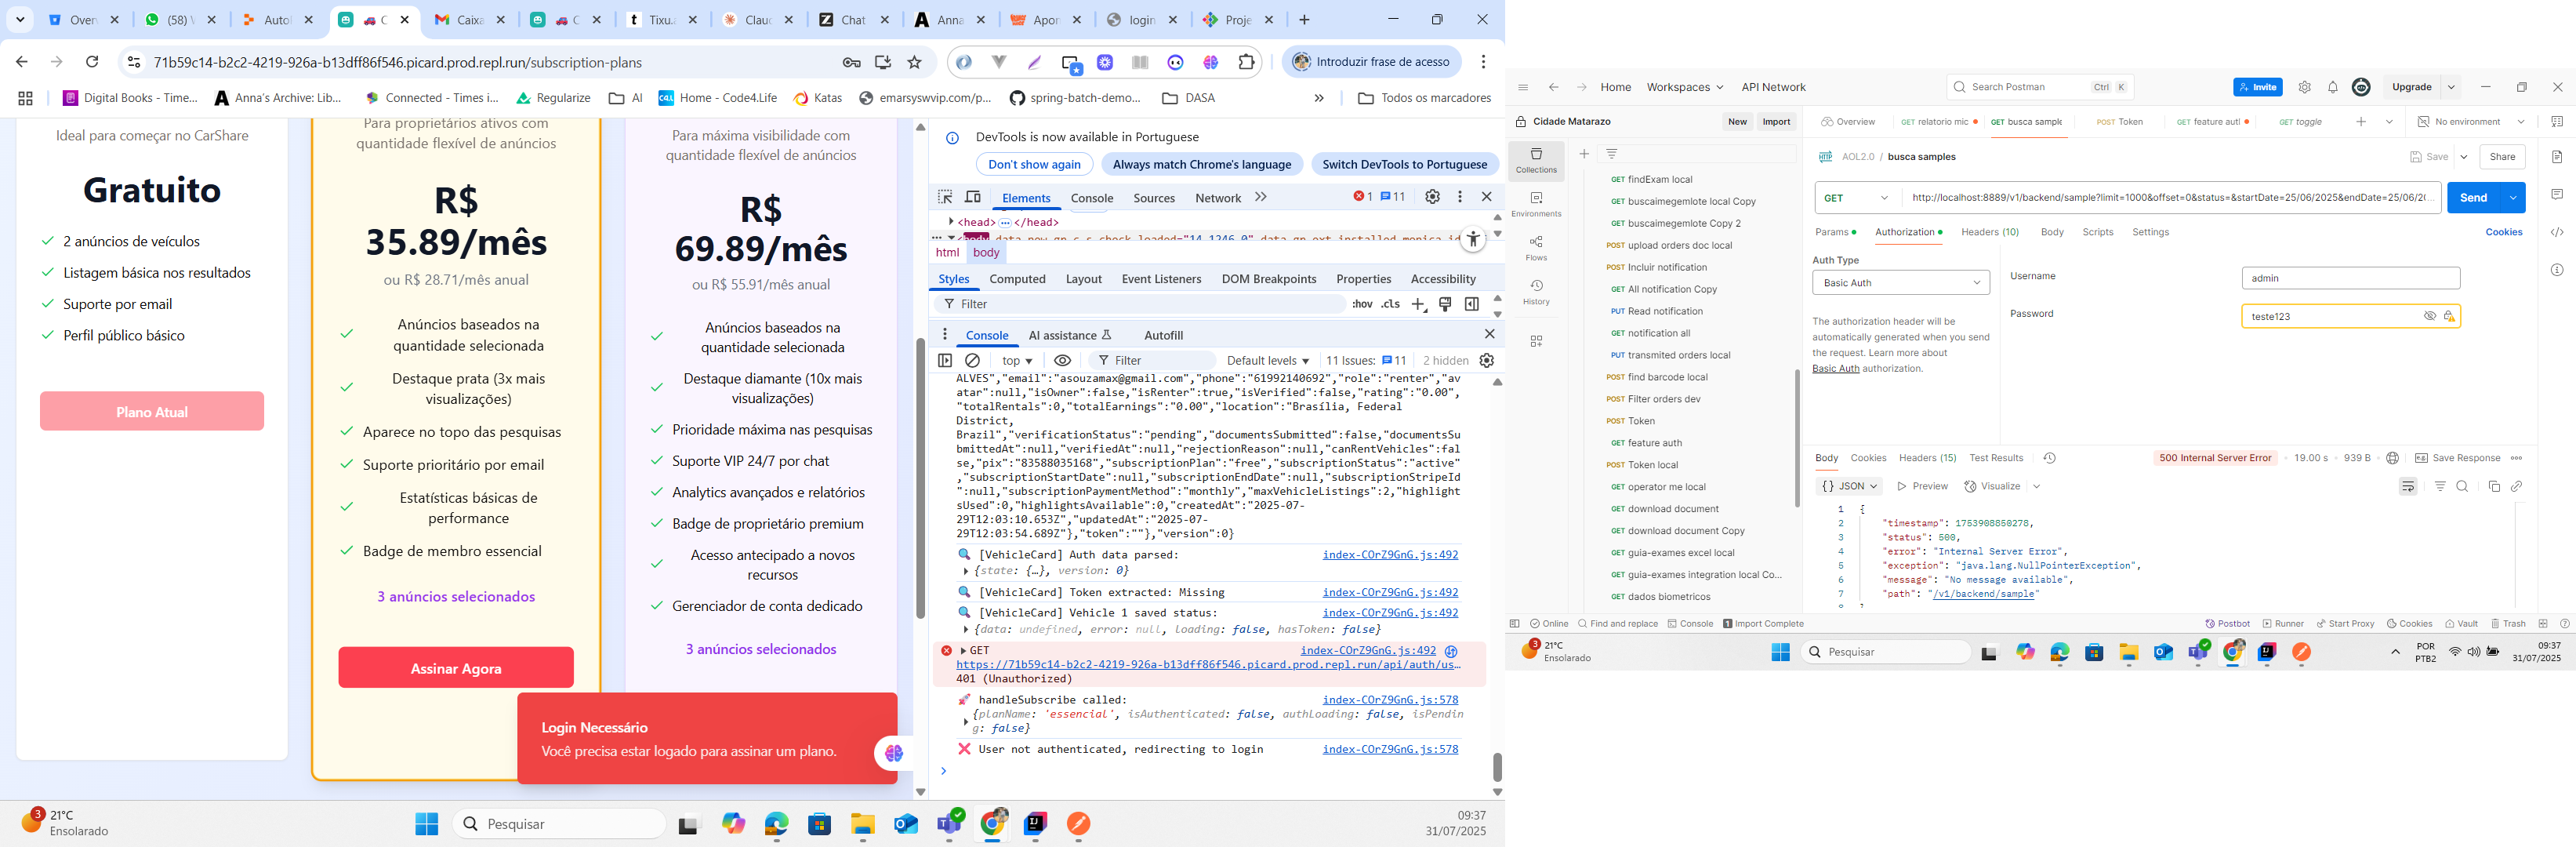 Over
(58) V
Autol
C
Caixa
C
Tixu.
Clauc
Chat
Anna
Apor
login
Proje
71b59c14-b2c2-4219-926a-b13dff86f546.picard.prod.repl.run/subscription-plans
Introduzir frase de acesso
Digital Books - Time...
Anna's Archive: Lib...
Connected - Times i...
Regularize
AI
Home - Code4.Life
Katas
emarsyswvip.com/p...
spring-batch-demo...
DASA
»
Todos os marcadores
Ideal para começar no CarShare
Gratuito
2 anúncios de veículos
Listagem básica nos resultados
Suporte por email
Perfil público básico
Plano Atual
Para proprietários ativos com
quantidade flexível de anúncios
R$
35.89/mês
ou R$ 28.71/mês anual
Anúncios baseados na
quantidade selecionada
Destaque prata (3x mais
visualizações)
Aparece no topo das pesquisas
Suporte prioritário por email
Estatísticas básicas de
performance
Badge de membro essencial
3 anúncios selecionados
Assinar Agora
Para máxima visibilidade com
quantidade flexível de anúncios
R$
69.89/mês
ou R$ 55.91/mês anual
Anúncios baseados na
quantidade selecionada
Destaque diamante (10x mais
visualizações)
Prioridade máxima nas pesquisas
Suporte VIP 24/7 por chat
Analytics avançados e relatórios
Badge de proprietário premium
Acesso antecipado a novos
recursos
Gerenciador de conta dedicado
3 anúncios selecionados
Login Necessário
Você precisa estar logado para assinar um plano.
DevTools is now available in Portuguese
Don't show again
Always match Chrome's language
Switch DevTools to Portuguese
Elements
Console
Sources
Network
1
11
<head> </head>
html
body
Styles
Computed
Layout
Event Listeners
DOM Breakpoints
Properties
Accessibility
Filter
:hov
.cls
Console
AI assistance
Autofill
top
Filter
Default levels
11 Issues:
11
2 hidden
ALVES","email":"asouzamax@gmail.com","phone":"61992140692","role":"renter","av
atar":null,"isOwner":false,"isRenter":true,"isVerified":false,"rating":"0.00",
"totalRentals":0,"totalEarnings":"0.00","location":"Brasília, Federal
District,
Brazil","verificationStatus":"pending","documentsSubmitted":false,"documentsSu
bmittedAt":null,"verifiedAt":null,"rejectionReason":null,"canRentVehicles":fal
se,"pix":"83588035168","subscriptionPlan":"free","subscriptionStatus":"active"
,"subscriptionStartDate":null,"subscriptionEndDate":null,"subscriptionStripeId
":null,"subscriptionPaymentMethod":"monthly","maxVehicleListings":2,"highlight
sUsed":0,"highlightsAvailable":0,"createdAt":"2025-07-
29T12:03:10.653Z","updatedAt":"2025-07-
29T12:03:54.689Z"},"token":""},"version":0}
[VehicleCard] Auth data parsed: index-COrZ9GnG.js:492
{state: {…}, version: 0}
[VehicleCard] Token extracted: Missing index-COrZ9GnG.js:492
[VehicleCard] Vehicle 1 saved status: index-COrZ9GnG.js:492
{data: undefined, error: null, loading: false, hasToken: false}
GET index-COrZ9GnG.js:492
https://71b59c14-b2c2-4219-926a-b13dff86f546.picard.prod.repl.run/api/auth/us…
401 (Unauthorized)
handleSubscribe called: index-COrZ9GnG.js:578
{planName: 'essencial', isAuthenticated: false, authLoading: false, isPendin
g: false}
User not authenticated, redirecting to login index-COrZ9GnG.js:578
3
21°C
Ensolarado
Pesquisar
09:37
31/07/2025
Home
Workspaces
API Network
Search Postman
Ctrl K
Invite
Upgrade
Cidade Matarazo
New
Import
Overview
GET relatorio mic
GET busca sample
POST Token
GET feature auth
GET toggle
No environment
Collections
Environments
Flows
History
GET findExam local
GET buscaimegemlote local Copy
GET buscaimegemlote Copy 2
POST upload orders doc local
POST Incluir notification
GET All notification Copy
PUT Read notification
GET notification all
PUT transmited orders local
POST find barcode local
POST Filter orders dev
POST Token
GET feature auth
POST Token local
GET operator me local
GET download document
GET download document Copy
GET guia-exames excel local
GET guia-exames integration local Co...
GET dados biometricos
HTTP AOL2.0 / busca samples
Save
Share
GET
http://localhost:8889/v1/backend/sample?limit=1000&offset=0&status=&startDate=25/06/2025&endDate=25/06/20...
Send
Params
Authorization
Headers (10)
Body
Scripts
Settings
Cookies
Auth Type
Basic Auth
The authorization header will be
automatically generated when you send
the request. Learn more about
Basic Auth authorization.
Username
admin
Password
teste123
Body
Cookies
Headers (15)
Test Results
500 Internal Server Error
19.00 s
939 B
Save Response
{} JSON
Preview
Visualize
1 {
2 "timestamp": 1753908850278,
3 "status": 500,
4 "error": "Internal Server Error",
5 "exception": "java.lang.NullPointerException",
6 "message": "No message available",
7 "path": "/v1/backend/sample"
Online
Find and replace
Console
Import Complete
Postbot
Runner
Start Proxy
Cookies
Vault
Trash
3
21°C
Ensolarado
Pesquisar
POR
PTB2
09:37
31/07/2025